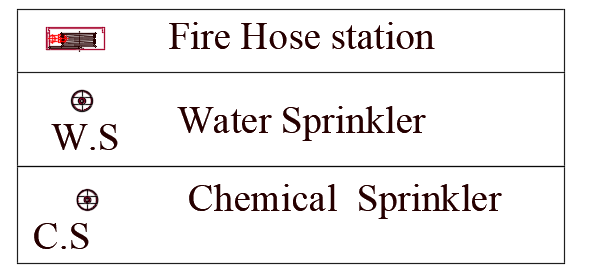 Fire Hose station
W.S Water Sprinkler
C.S Chemical Sprinkler